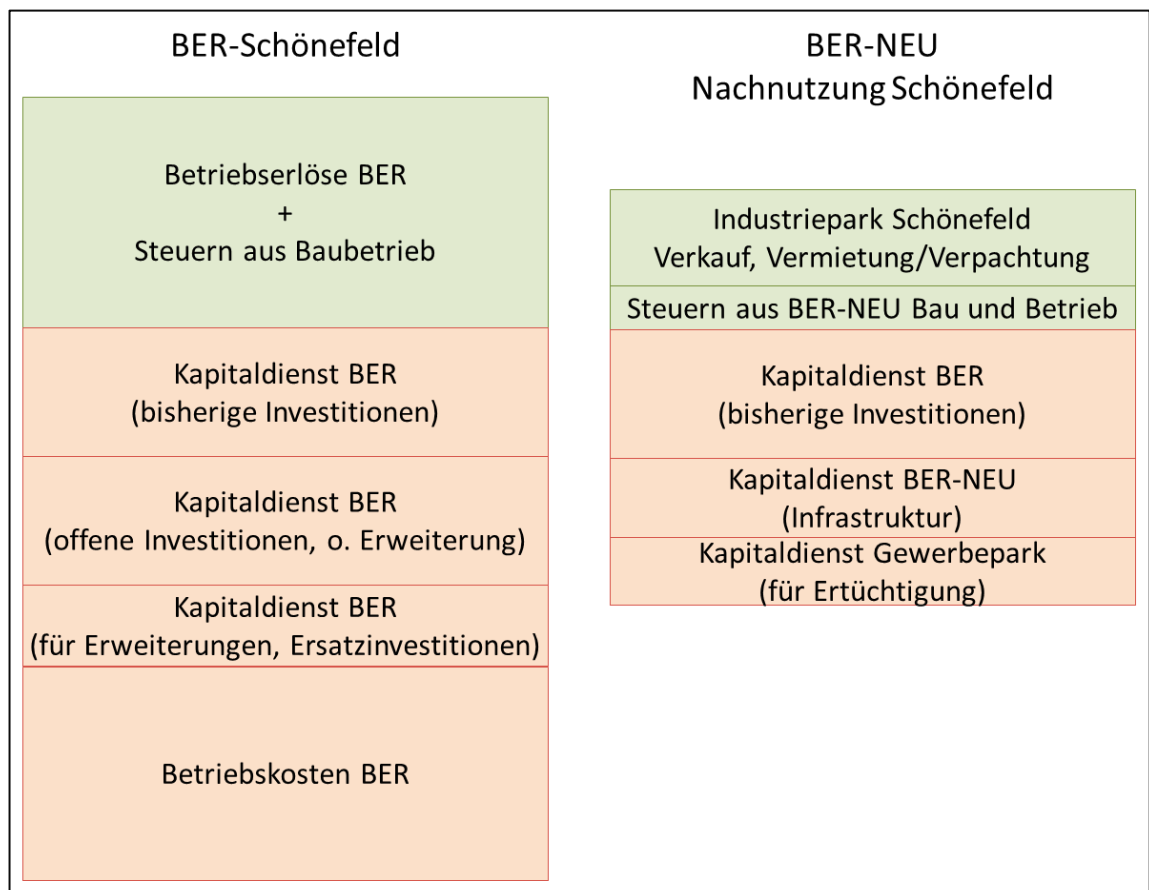 BER-Schönefeld
Betriebserlöse BER
+
Steuern aus Baubetrieb
Kapitaldienst BER
(bisherige Investitionen)
Kapitaldienst BER
(offene Investitionen, o. Erweiterung)
Kapitaldienst BER
(für Erweiterungen, Ersatzinvestitionen)
Betriebskosten BER
BER-NEU
Nachnutzung Schönefeld
Industriepark Schönefeld
Verkauf, Vermietung/Verpachtung
Steuern aus BER-NEU Bau und Betrieb
Kapitaldienst BER
(bisherige Investitionen)
Kapitaldienst BER-NEU
(Infrastruktur)
Kapitaldienst Gewerbepark
(für Ertüchtigung)